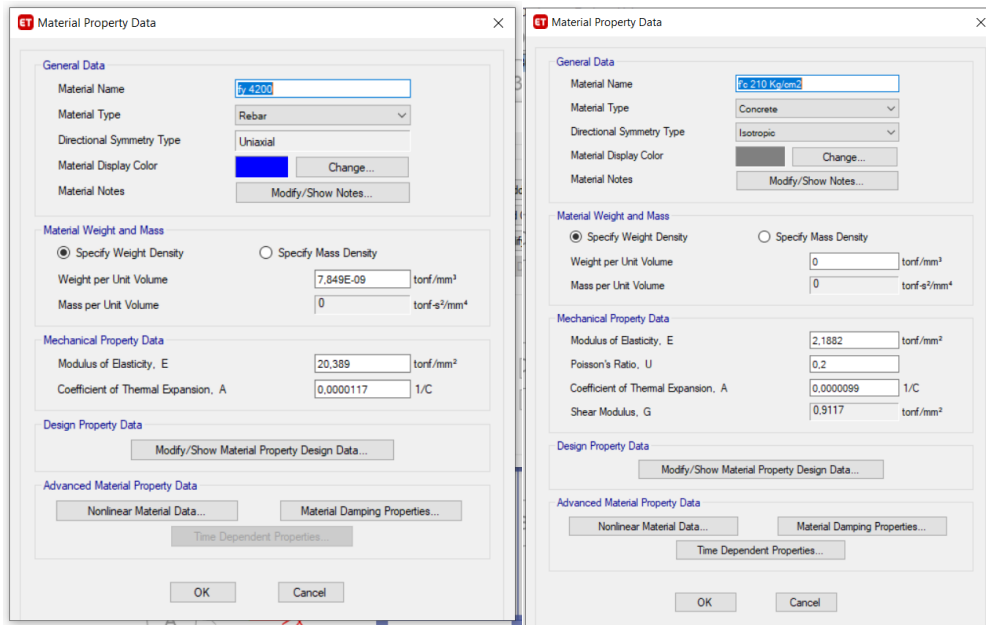 ET Material Property Data
General Data
Material Name fy 4200
Material Type Rebar
Directional Symmetry Type Uniaxial
Material Display Color Change...
Material Notes Modify/Show Notes...
Material Weight and Mass
Specify Weight Density Specify Mass Density
Weight per Unit Volume 7,849E-09 tonf/mm³
Mass per Unit Volume 0 tonf-s²/mm⁴
Mechanical Property Data
Modulus of Elasticity, E 20,389 tonf/mm²
Coefficient of Thermal Expansion, A 0,0000117 1/C
Design Property Data
Modify/Show Material Property Design Data...
Advanced Material Property Data
Nonlinear Material Data... Material Damping Properties...
Time Dependent Properties...
OK Cancel
ET Material Property Data
General Data
Material Name f'c 210 Kg/cm2
Material Type Concrete
Directional Symmetry Type Isotropic
Material Display Color Change...
Material Notes Modify/Show Notes...
Material Weight and Mass
Specify Weight Density Specify Mass Density
Weight per Unit Volume 0 tonf/mm³
Mass per Unit Volume 0 tonf-s²/mm⁴
Mechanical Property Data
Modulus of Elasticity, E 2,1882 tonf/mm²
Poisson's Ratio, U 0,2
Coefficient of Thermal Expansion, A 0,0000099 1/C
Shear Modulus, G 0,9117 tonf/mm²
Design Property Data
Modify/Show Material Property Design Data...
Advanced Material Property Data
Nonlinear Material Data... Material Damping Properties...
Time Dependent Properties...
OK Cancel